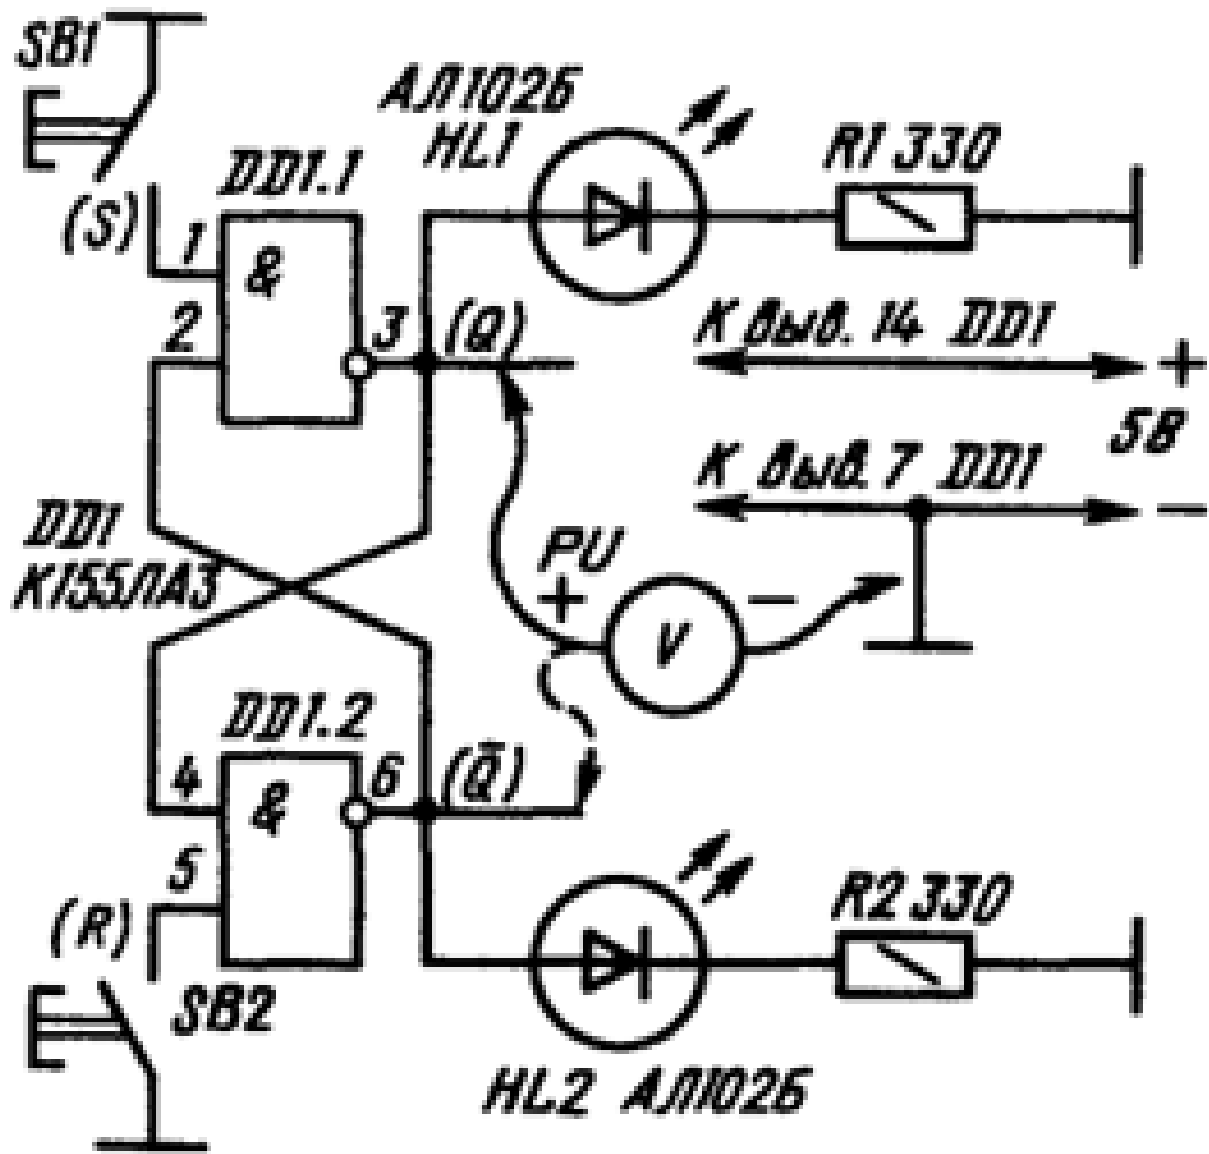 SB1
АЛ102Б
HL1
R1 330
DD1.1
(S)
1
&
2
3
(Q)
К выв. 14 DD1
+
5В
К выв. 7 DD1
−
DD1
К155ЛА3
PU
+
−
V
DD1.2
4
&
6
(Q̄)
5
(R)
R2 330
SB2
HL2 АЛ102Б